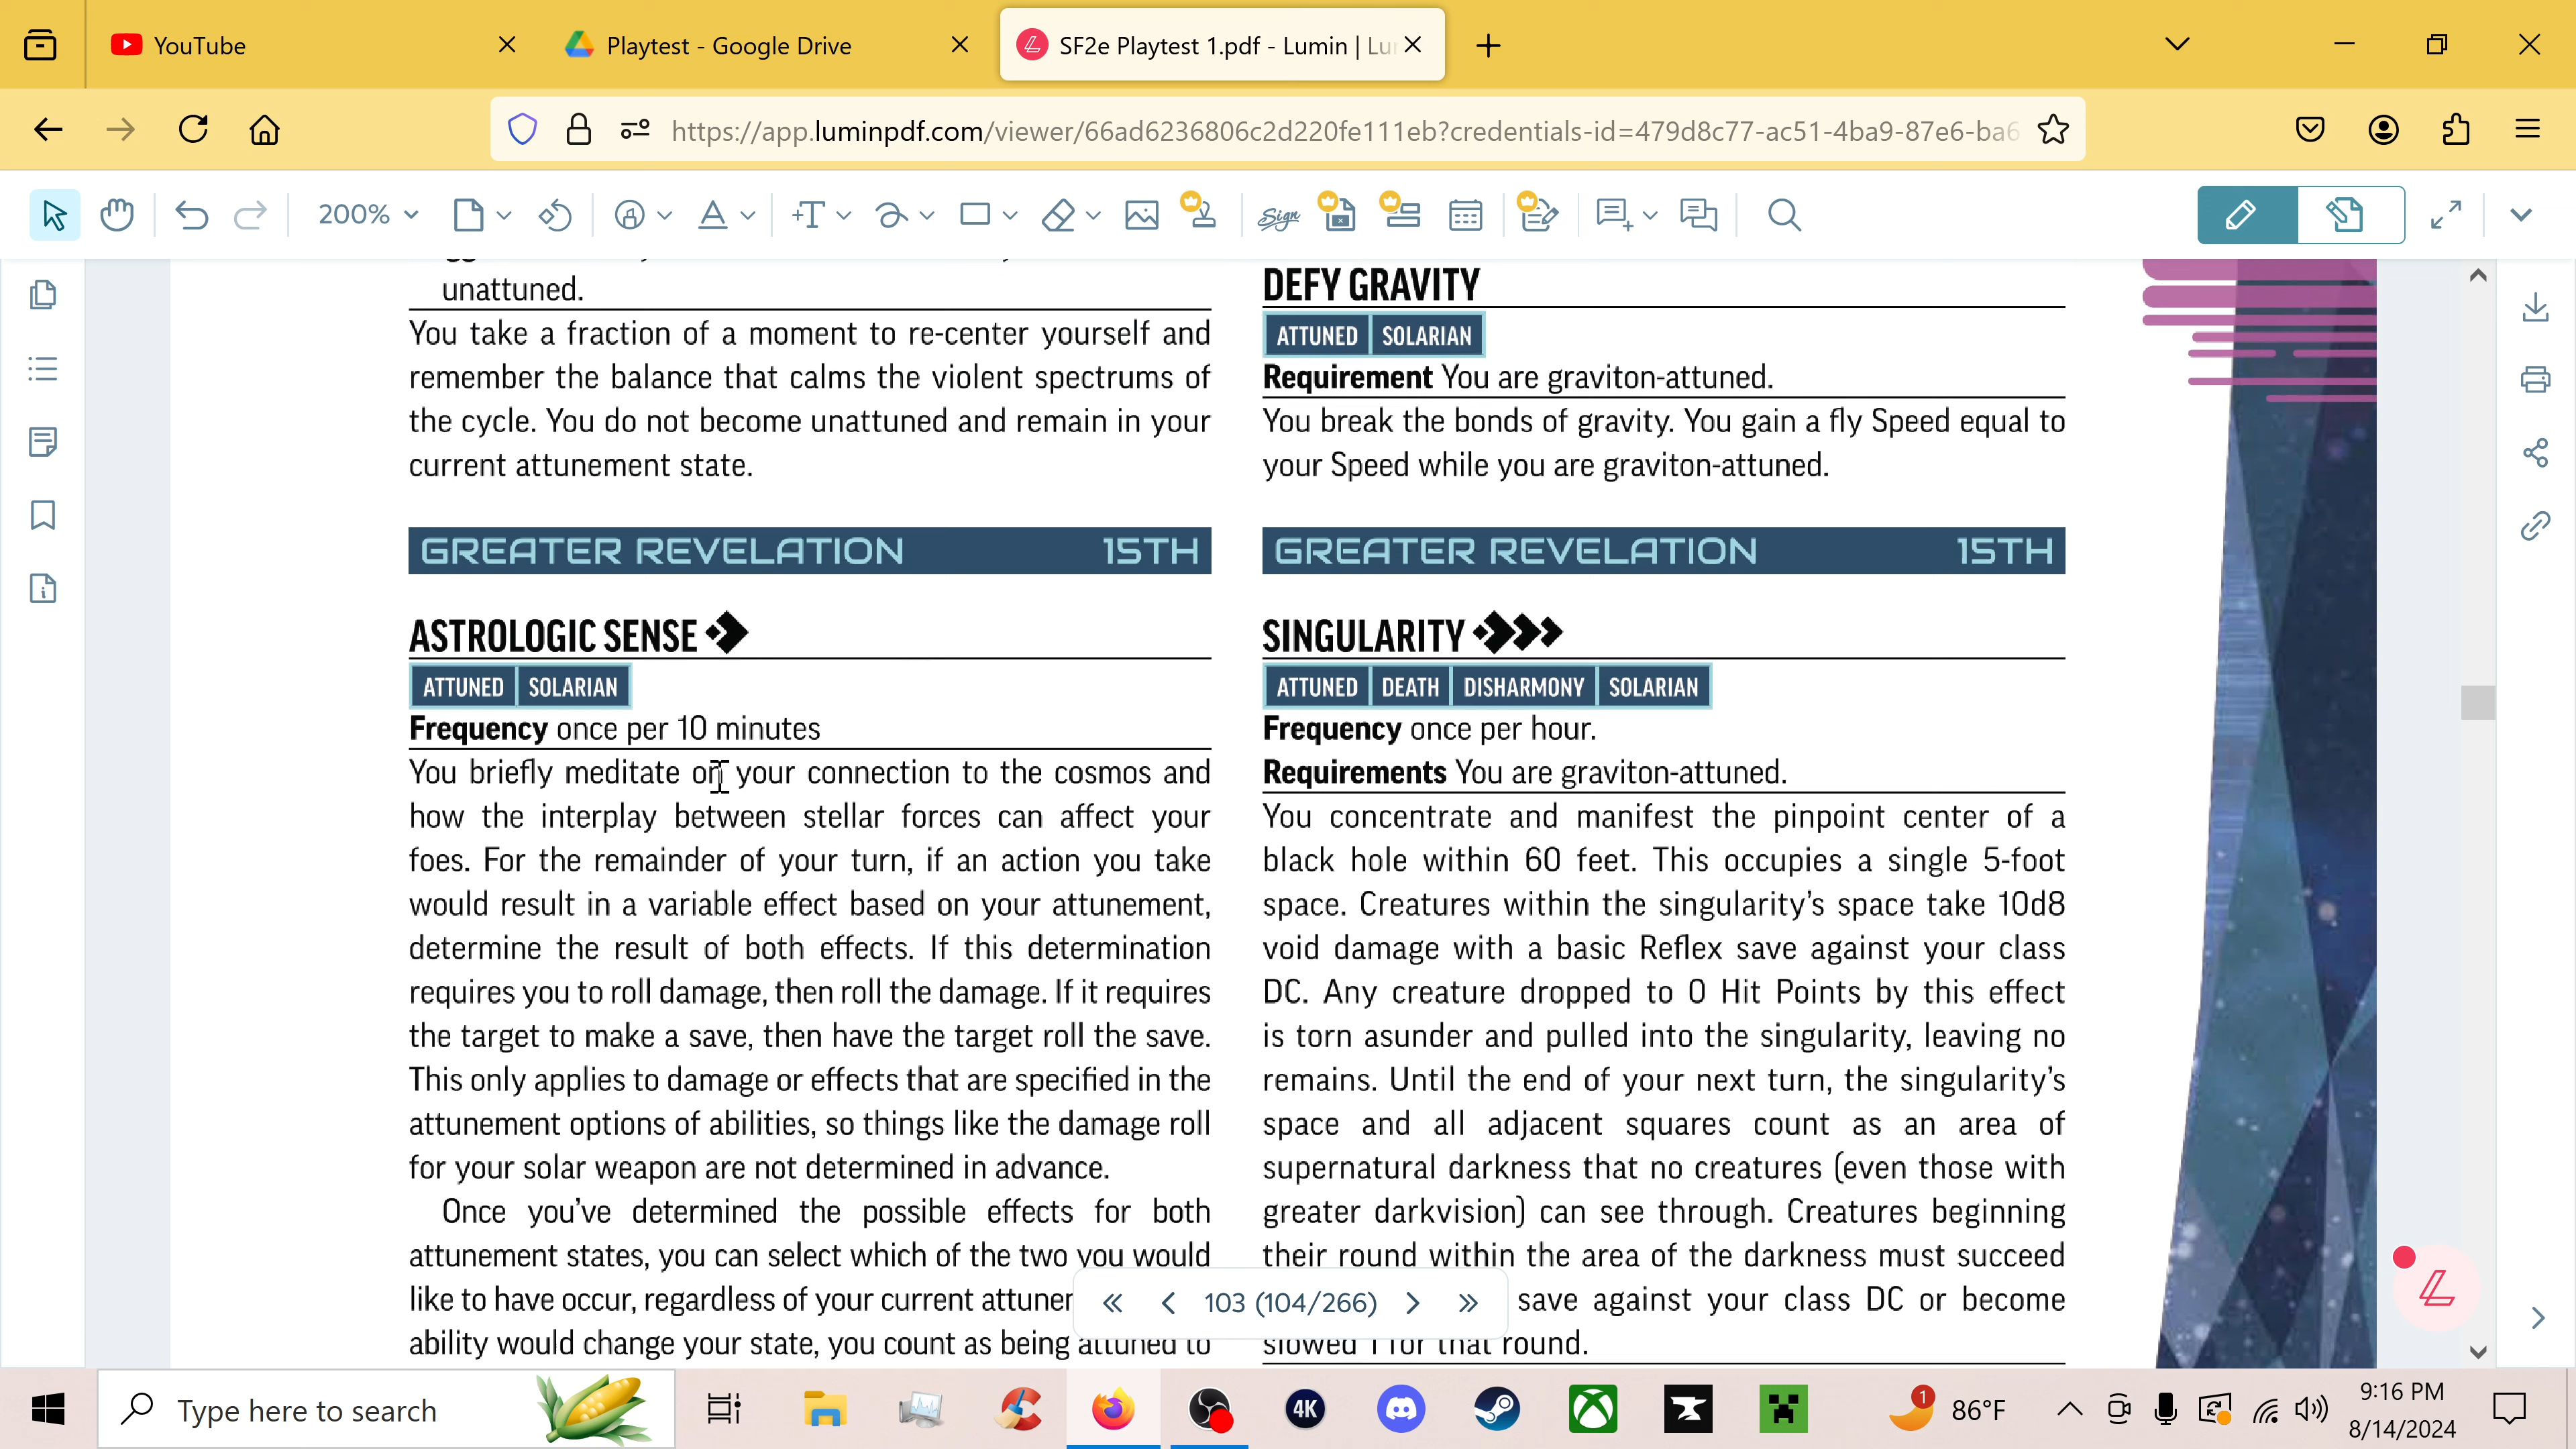 YouTube
Playtest - Google Drive
SF2e Playtest 1.pdf - Lumin | Lu
https://app.luminpdf.com/viewer/66ad6236806c2d220fe111eb?credentials-id=479d8c77-ac51-4ba9-87e6-ba6
200%
Sign
unattuned.
You take a fraction of a moment to re-center yourself and
remember the balance that calms the violent spectrums of
the cycle. You do not become unattuned and remain in your
current attunement state.
GREATER REVELATION 15TH
ASTROLOGIC SENSE
ATTUNED SOLARIAN
Frequency once per 10 minutes
You briefly meditate on your connection to the cosmos and
how the interplay between stellar forces can affect your
foes. For the remainder of your turn, if an action you take
would result in a variable effect based on your attunement,
determine the result of both effects. If this determination
requires you to roll damage, then roll the damage. If it requires
the target to make a save, then have the target roll the save.
This only applies to damage or effects that are specified in the
attunement options of abilities, so things like the damage roll
for your solar weapon are not determined in advance.
Once you've determined the possible effects for both
attunement states, you can select which of the two you would
like to have occur, regardless of your current
ability would change your state, you count as being attuned to
DEFY GRAVITY
ATTUNED SOLARIAN
Requirement You are graviton-attuned.
You break the bonds of gravity. You gain a fly Speed equal to
your Speed while you are graviton-attuned.
GREATER REVELATION 15TH
SINGULARITY
ATTUNED DEATH DISHARMONY SOLARIAN
Frequency once per hour.
Requirements You are graviton-attuned.
You concentrate and manifest the pinpoint center of a
black hole within 60 feet. This occupies a single 5-foot
space. Creatures within the singularity's space take 10d8
void damage with a basic Reflex save against your class
DC. Any creature dropped to 0 Hit Points by this effect
is torn asunder and pulled into the singularity, leaving no
remains. Until the end of your next turn, the singularity's
space and all adjacent squares count as an area of
supernatural darkness that no creatures (even those with
greater darkvision) can see through. Creatures beginning
their round within the area of the darkness must succeed
save against your class DC or become
slowed 1 for that round.
103 (104/266)
Type here to search
4K
1
86°F
9:16 PM
8/14/2024